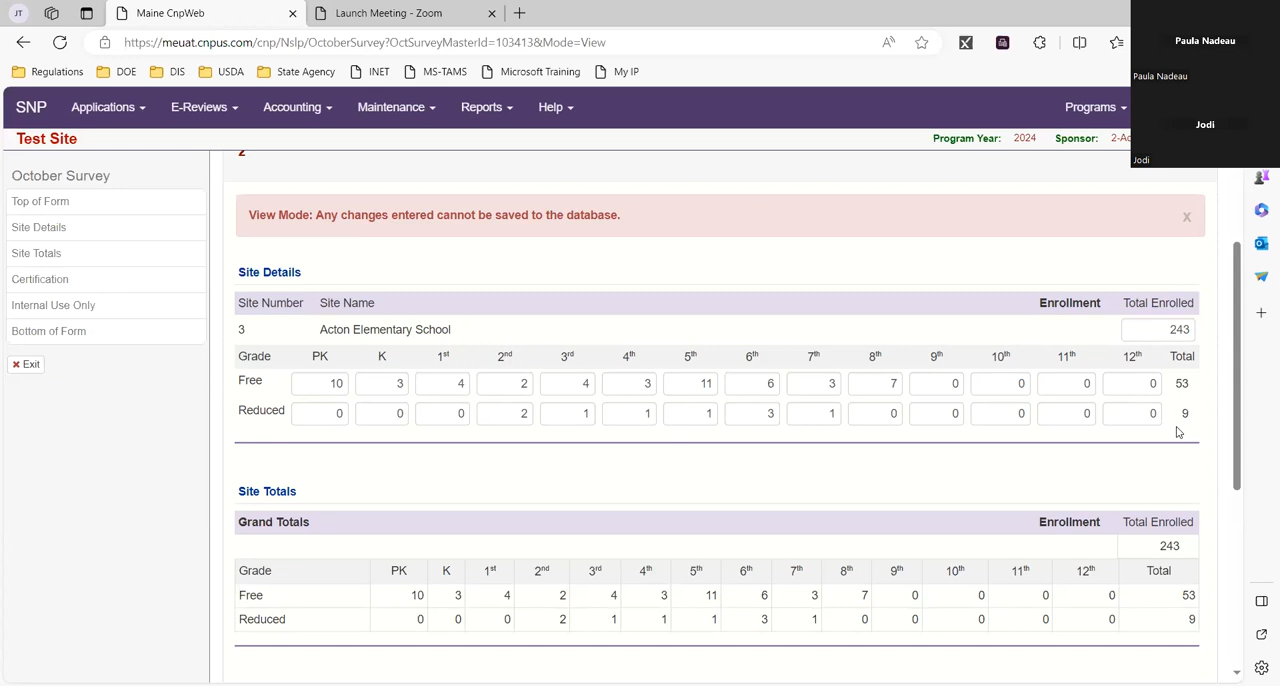 JT Maine CnpWeb Launch Meeting - Zoom
https://meuat.cnpus.com/cnp/Nslp/OctoberSurvey?OctSurveyMasterId=103413&Mode=View
Regulations DOE DIS USDA State Agency INET MS-TAMS Microsoft Training My IP
Paula Nadeau
Paula Nadeau
Jodi
Jodi
SNP Applications E-Reviews Accounting Maintenance Reports Help Programs
Test Site Program Year: 2024 Sponsor:
October Survey
Top of Form
Site Details
Site Totals
Certification
Internal Use Only
Bottom of Form
Exit
2
View Mode: Any changes entered cannot be saved to the database. x
Site Details
Site Number Site Name Enrollment Total Enrolled
3 Acton Elementary School 243
Grade PK K 1st 2nd 3rd 4th 5th 6th 7th 8th 9th 10th 11th 12th Total
Free 10 3 4 2 4 3 11 6 3 7 0 0 0 0 53
Reduced 0 0 0 2 1 1 1 3 1 0 0 0 0 0 9
Site Totals
Grand Totals Enrollment Total Enrolled
243
Grade PK K 1st 2nd 3rd 4th 5th 6th 7th 8th 9th 10th 11th 12th Total
Free 10 3 4 2 4 3 11 6 3 7 0 0 0 0 53
Reduced 0 0 0 2 1 1 1 3 1 0 0 0 0 0 9